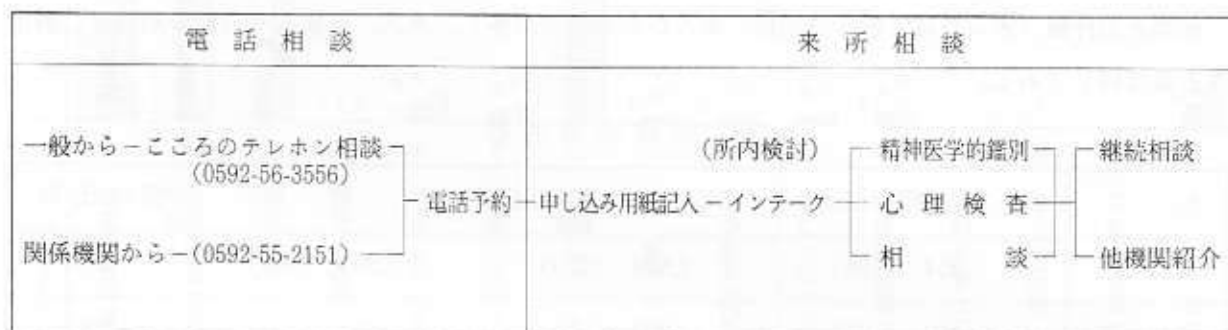 電話相談
来所相談
一般から－こころのテレホン相談
(0592-56-3556)
(所内検討)
精神医学的鑑別
継続相談
電話予約－申し込み用紙記入－インテーク
心理検査
関係機関から－(0592-55-2151)
相談
他機関紹介